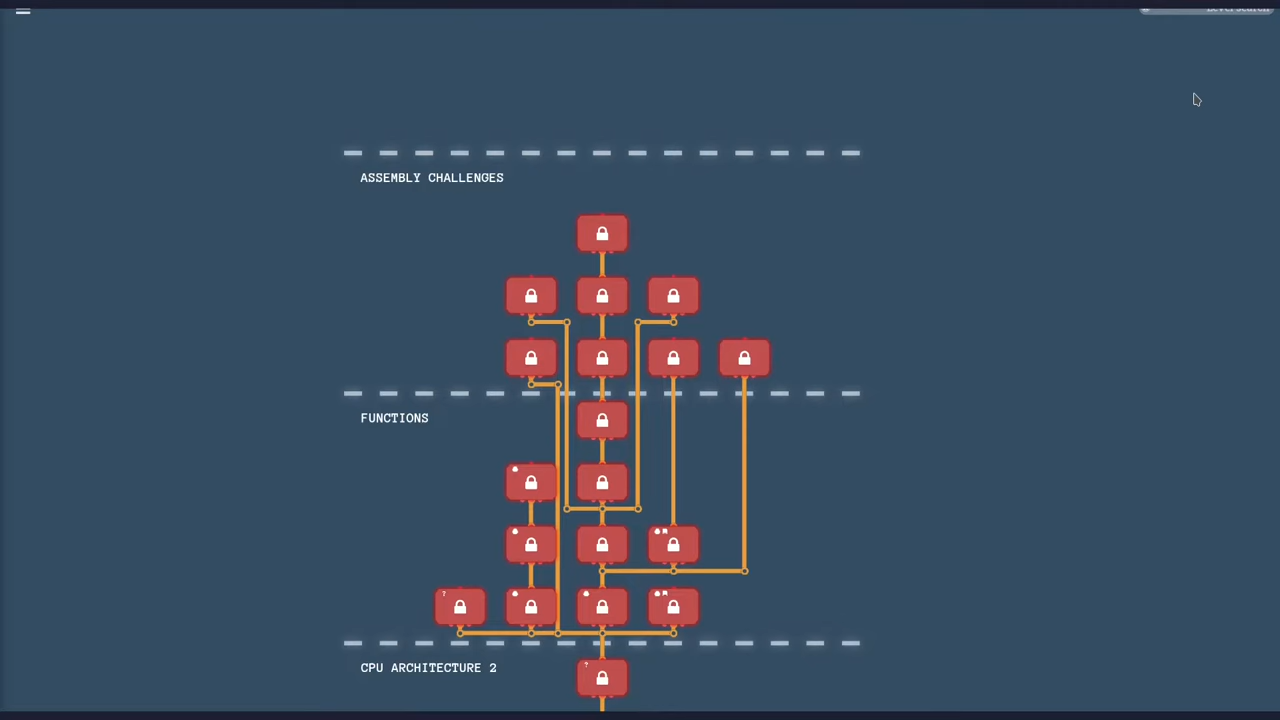 ASSEMBLY CHALLENGES
FUNCTIONS
?
CPU ARCHITECTURE 2
?